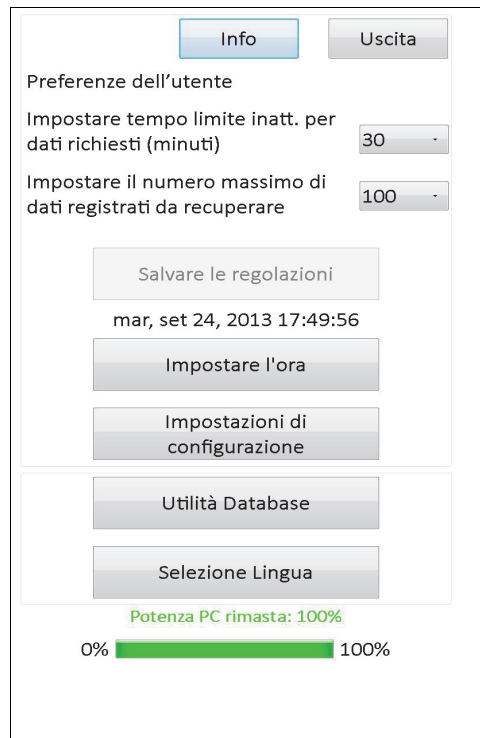 Info Uscita
Preferenze dell'utente
Impostare tempo limite inatt. per
dati richiesti (minuti)
30
Impostare il numero massimo di
dati registrati da recuperare
100
Salvare le regolazioni
mar, set 24, 2013 17:49:56
Impostare l'ora
Impostazioni di
configurazione
Utilità Database
Selezione Lingua
Potenza PC rimasta: 100%
0% 100%